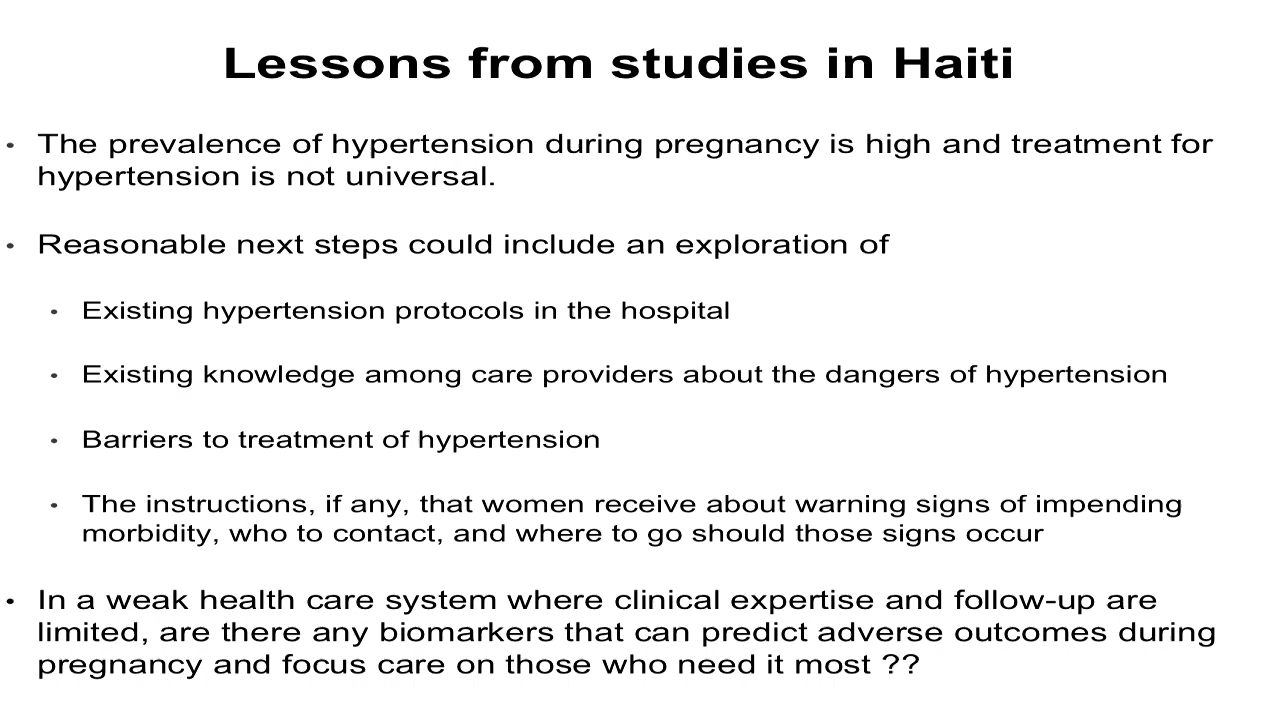 Lessons from studies in Haiti
• The prevalence of hypertension during pregnancy is high and treatment for
hypertension is not universal.
• Reasonable next steps could include an exploration of
• Existing hypertension protocols in the hospital
• Existing knowledge among care providers about the dangers of hypertension
• Barriers to treatment of hypertension
• The instructions, if any, that women receive about warning signs of impending
morbidity, who to contact, and where to go should those signs occur
• In a weak health care system where clinical expertise and follow-up are
limited, are there any biomarkers that can predict adverse outcomes during
pregnancy and focus care on those who need it most ??